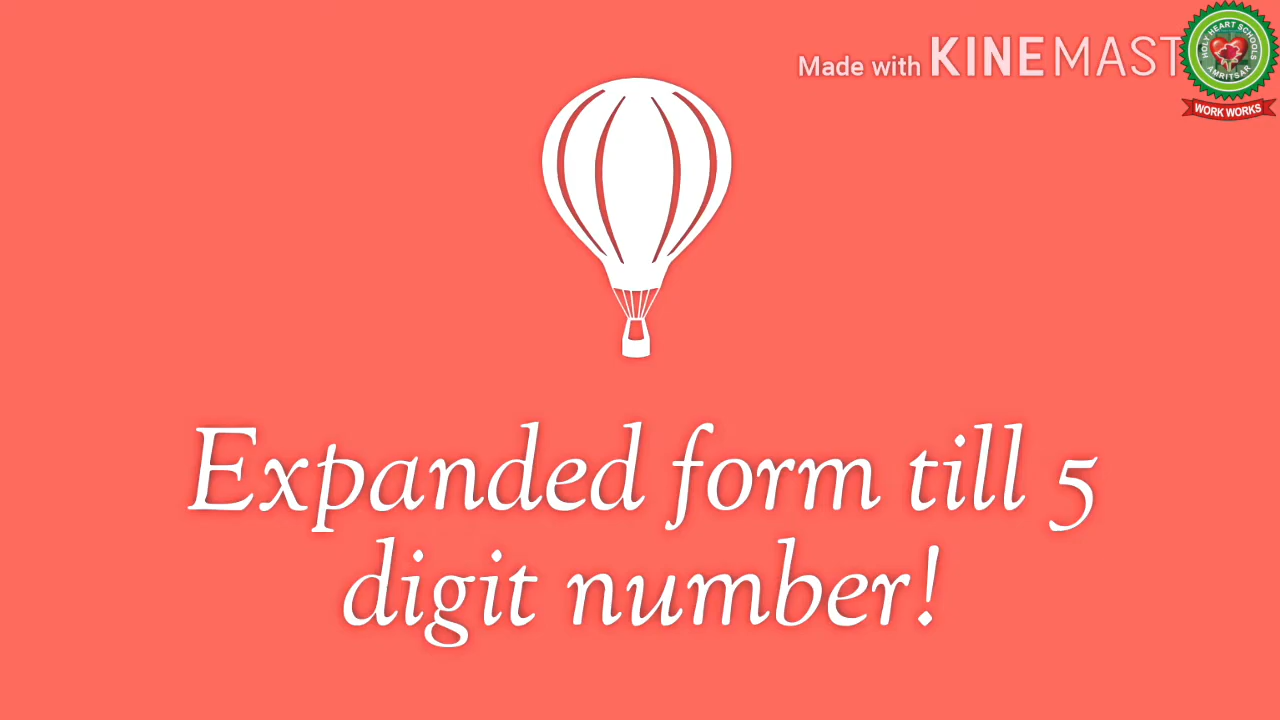 Made with KINEMAST
HOLY HEART SCHOOLS
AMRITSAR
WORK WORKS
Expanded form till 5
digit number!